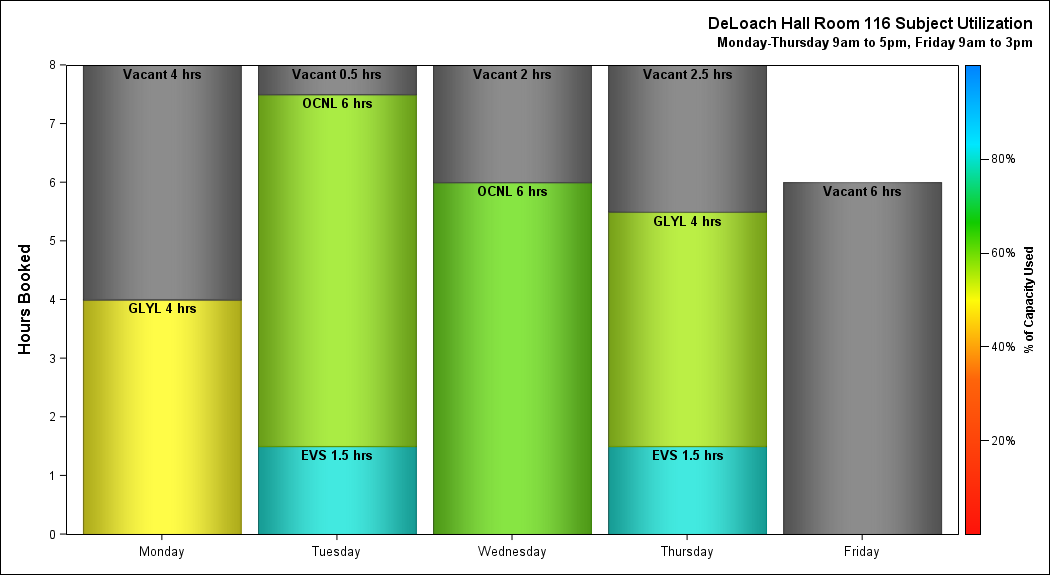 DeLoach Hall Room 116 Subject Utilization
Monday-Thursday 9am to 5pm, Friday 9am to 3pm
Hours Booked
8
7
6
5
4
3
2
1
0
Vacant 4 hrs
GLYL 4 hrs
Vacant 0.5 hrs
OCNL 6 hrs
EVS 1.5 hrs
Vacant 2 hrs
OCNL 6 hrs
Vacant 2.5 hrs
GLYL 4 hrs
EVS 1.5 hrs
Vacant 6 hrs
Monday
Tuesday
Wednesday
Thursday
Friday
80%
60%
40%
20%
% of Capacity Used